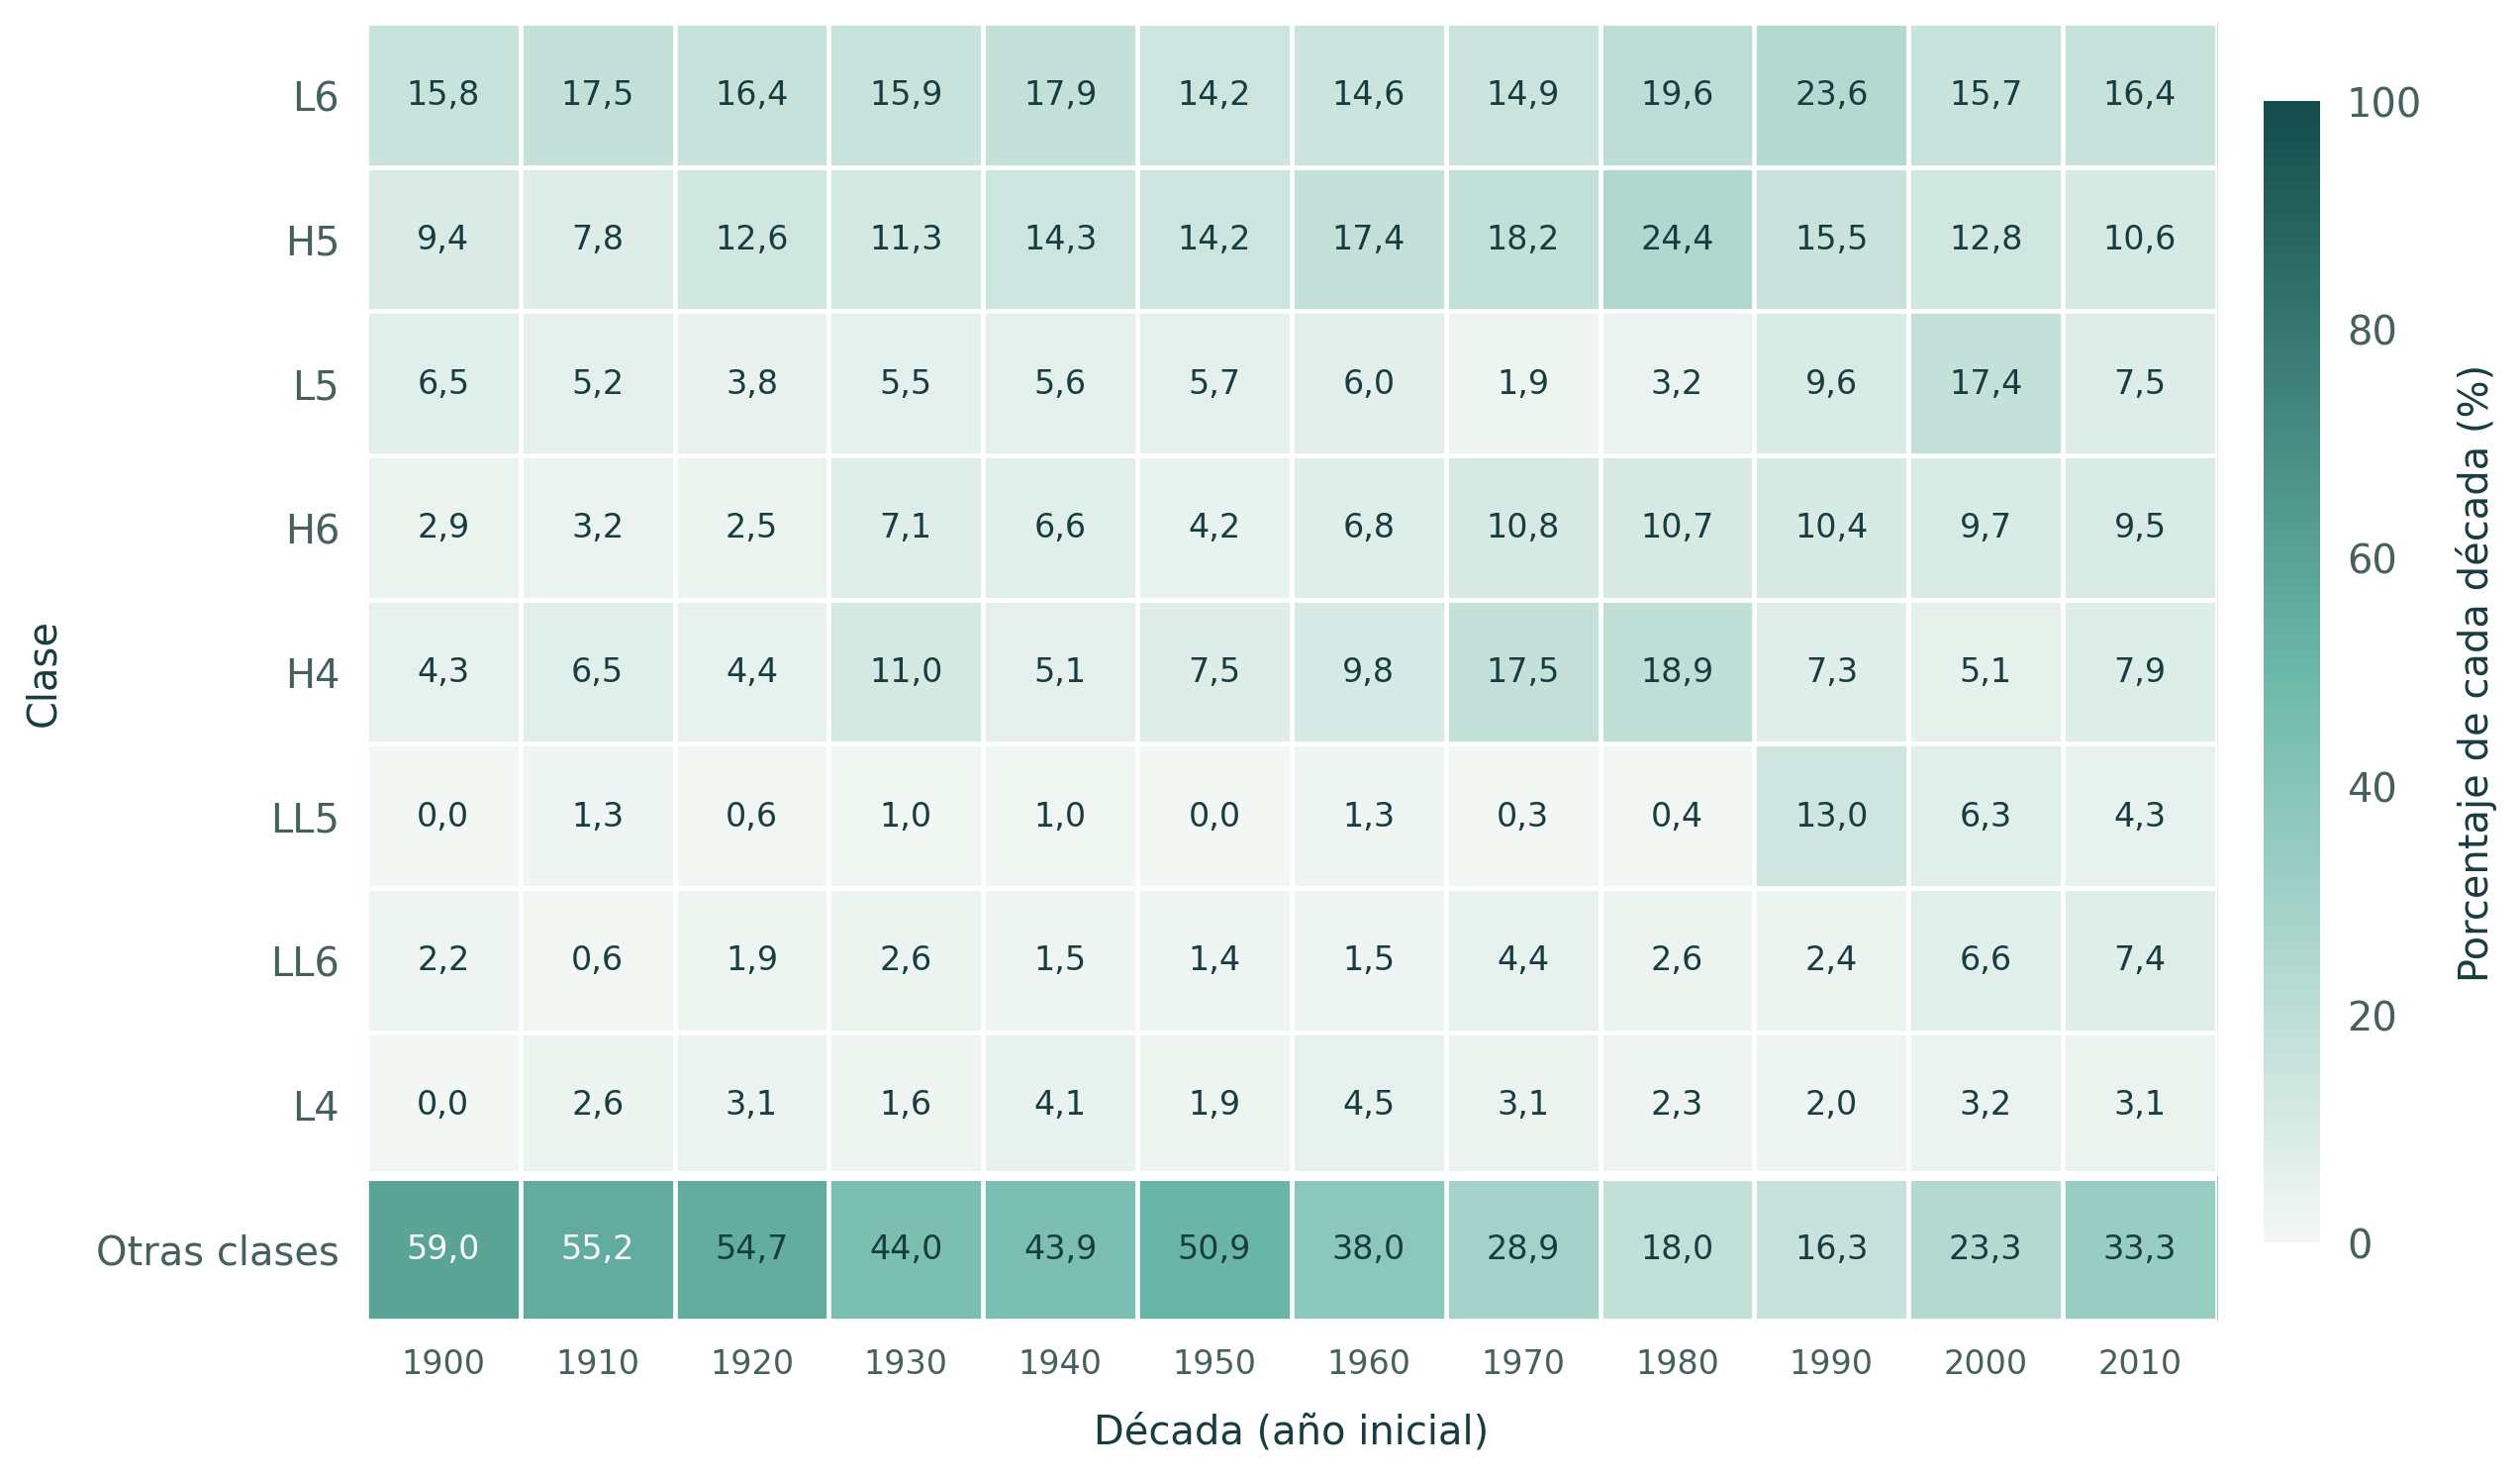 L6 15,8 17,5 16,4 15,9 17,9 14,2 14,6 14,9 19,6 23,6 15,7 16,4
H5 9,4 7,8 12,6 11,3 14,3 14,2 17,4 18,2 24,4 15,5 12,8 10,6
L5 6,5 5,2 3,8 5,5 5,6 5,7 6,0 1,9 3,2 9,6 17,4 7,5
H6 2,9 3,2 2,5 7,1 6,6 4,2 6,8 10,8 10,7 10,4 9,7 9,5
H4 4,3 6,5 4,4 11,0 5,1 7,5 9,8 17,5 18,9 7,3 5,1 7,9
LL5 0,0 1,3 0,6 1,0 1,0 0,0 1,3 0,3 0,4 13,0 6,3 4,3
LL6 2,2 0,6 1,9 2,6 1,5 1,4 1,5 4,4 2,6 2,4 6,6 7,4
L4 0,0 2,6 3,1 1,6 4,1 1,9 4,5 3,1 2,3 2,0 3,2 3,1
Otras clases 59,0 55,2 54,7 44,0 43,9 50,9 38,0 28,9 18,0 16,3 23,3 33,3
1900 1910 1920 1930 1940 1950 1960 1970 1980 1990 2000 2010
Década (año inicial)
Clase
100
80
60
40
20
0
Porcentaje de cada década (%)